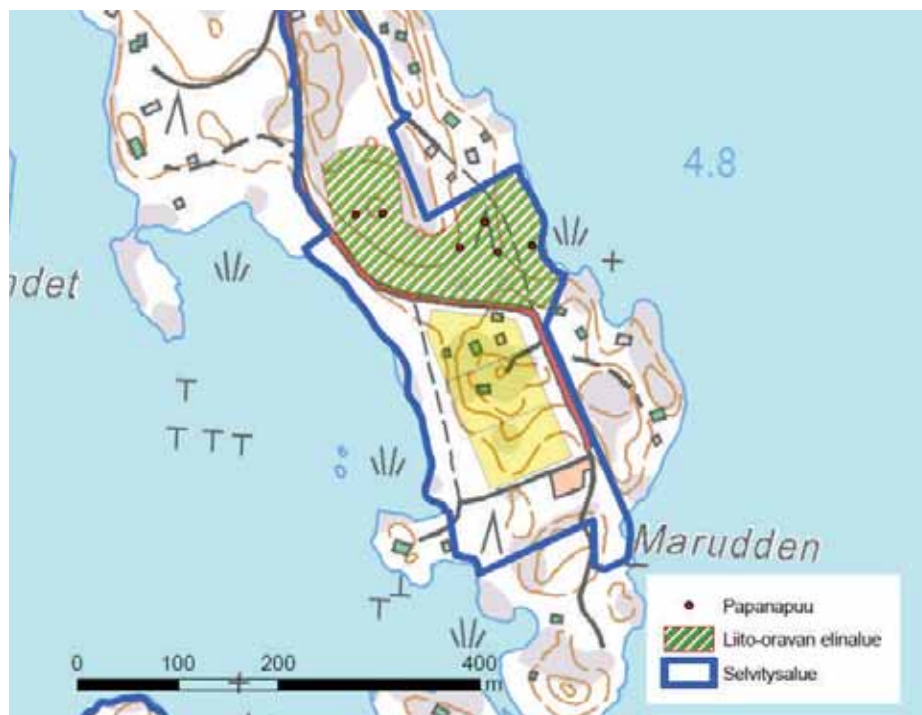 4.8
ndet
Marudden
Papanapuu
Liito-oravan elinalue
Selvitysalue
0 100 200 400
m